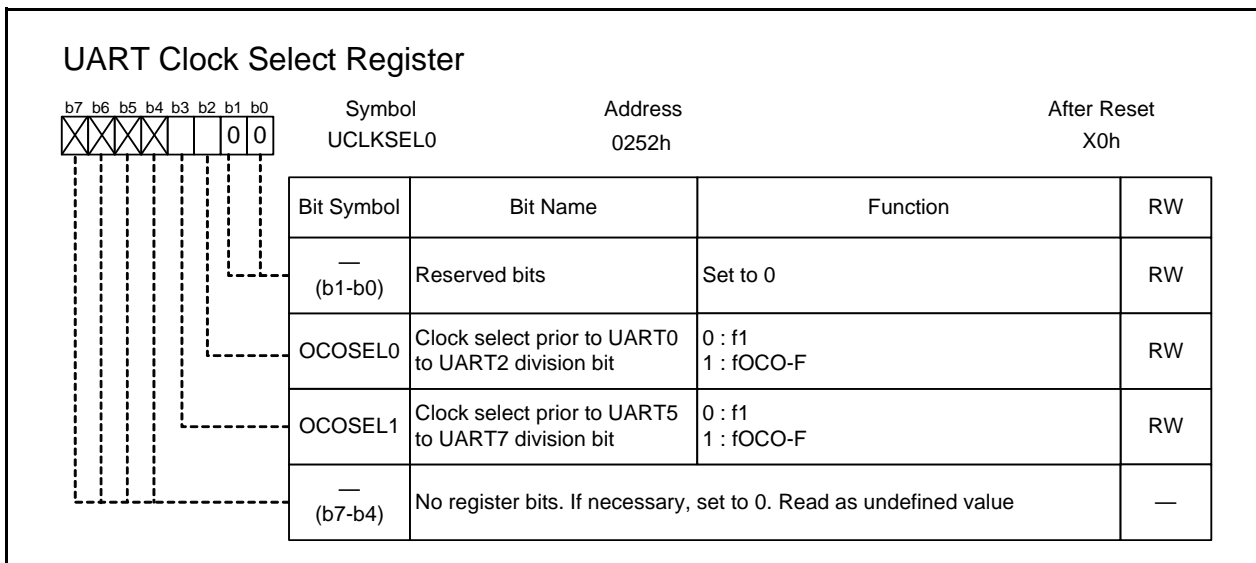 UART Clock Select Register
b7 b6 b5 b4 b3 b2 b1 b0
0 0
Symbol Address After Reset
UCLKSEL0 0252h X0h
Bit Symbol Bit Name Function RW
—
(b1-b0) Reserved bits Set to 0 RW
OCOSEL0 Clock select prior to UART0 0 : f1 RW
to UART2 division bit 1 : fOCO-F
OCOSEL1 Clock select prior to UART5 0 : f1 RW
to UART7 division bit 1 : fOCO-F
—
(b7-b4) No register bits. If necessary, set to 0. Read as undefined value —